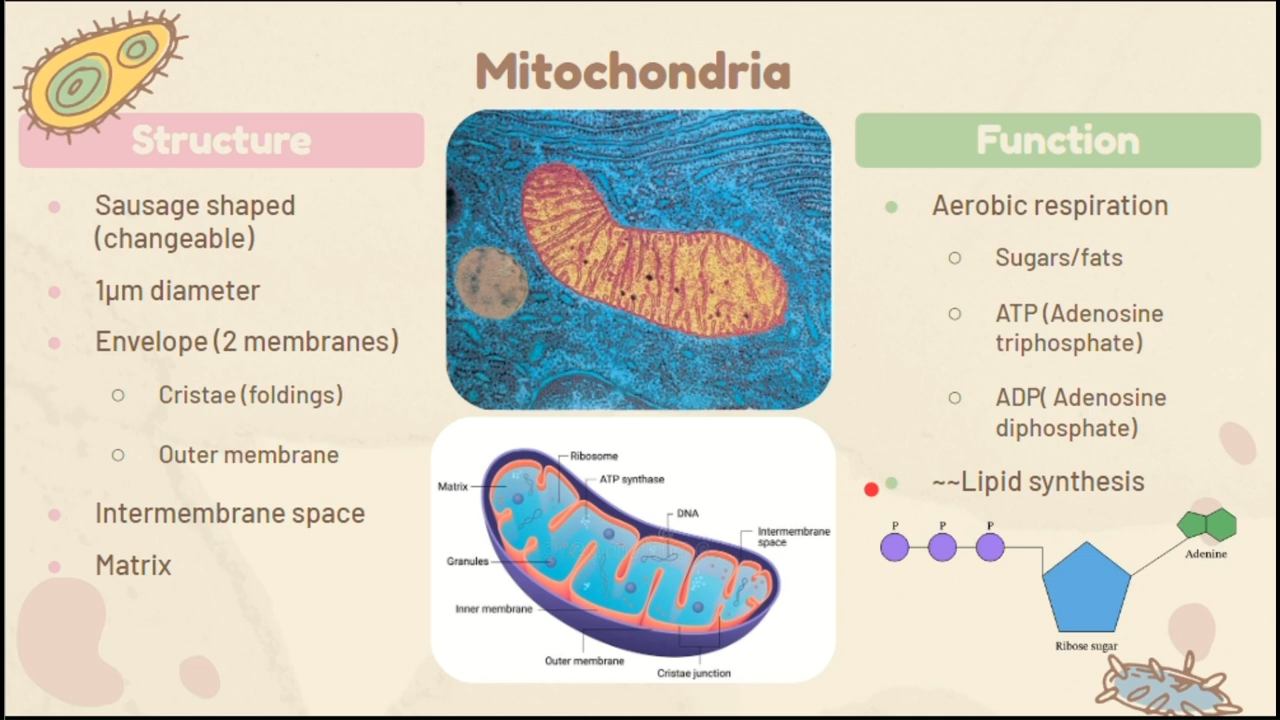 Mitochondria
Structure
Sausage shaped
(changeable)
1µm diameter
Envelope (2 membranes)
Cristae (foldings)
Outer membrane
Intermembrane space
Matrix
Ribosome
ATP synthase
Matrix
DNA
Intermembrane
space
Granules
Inner membrane
Outer membrane
Cristae junction
Function
Aerobic respiration
Sugars/fats
ATP (Adenosine
triphosphate)
ADP( Adenosine
diphosphate)
~~Lipid synthesis
P P P
Adenine
Ribose sugar